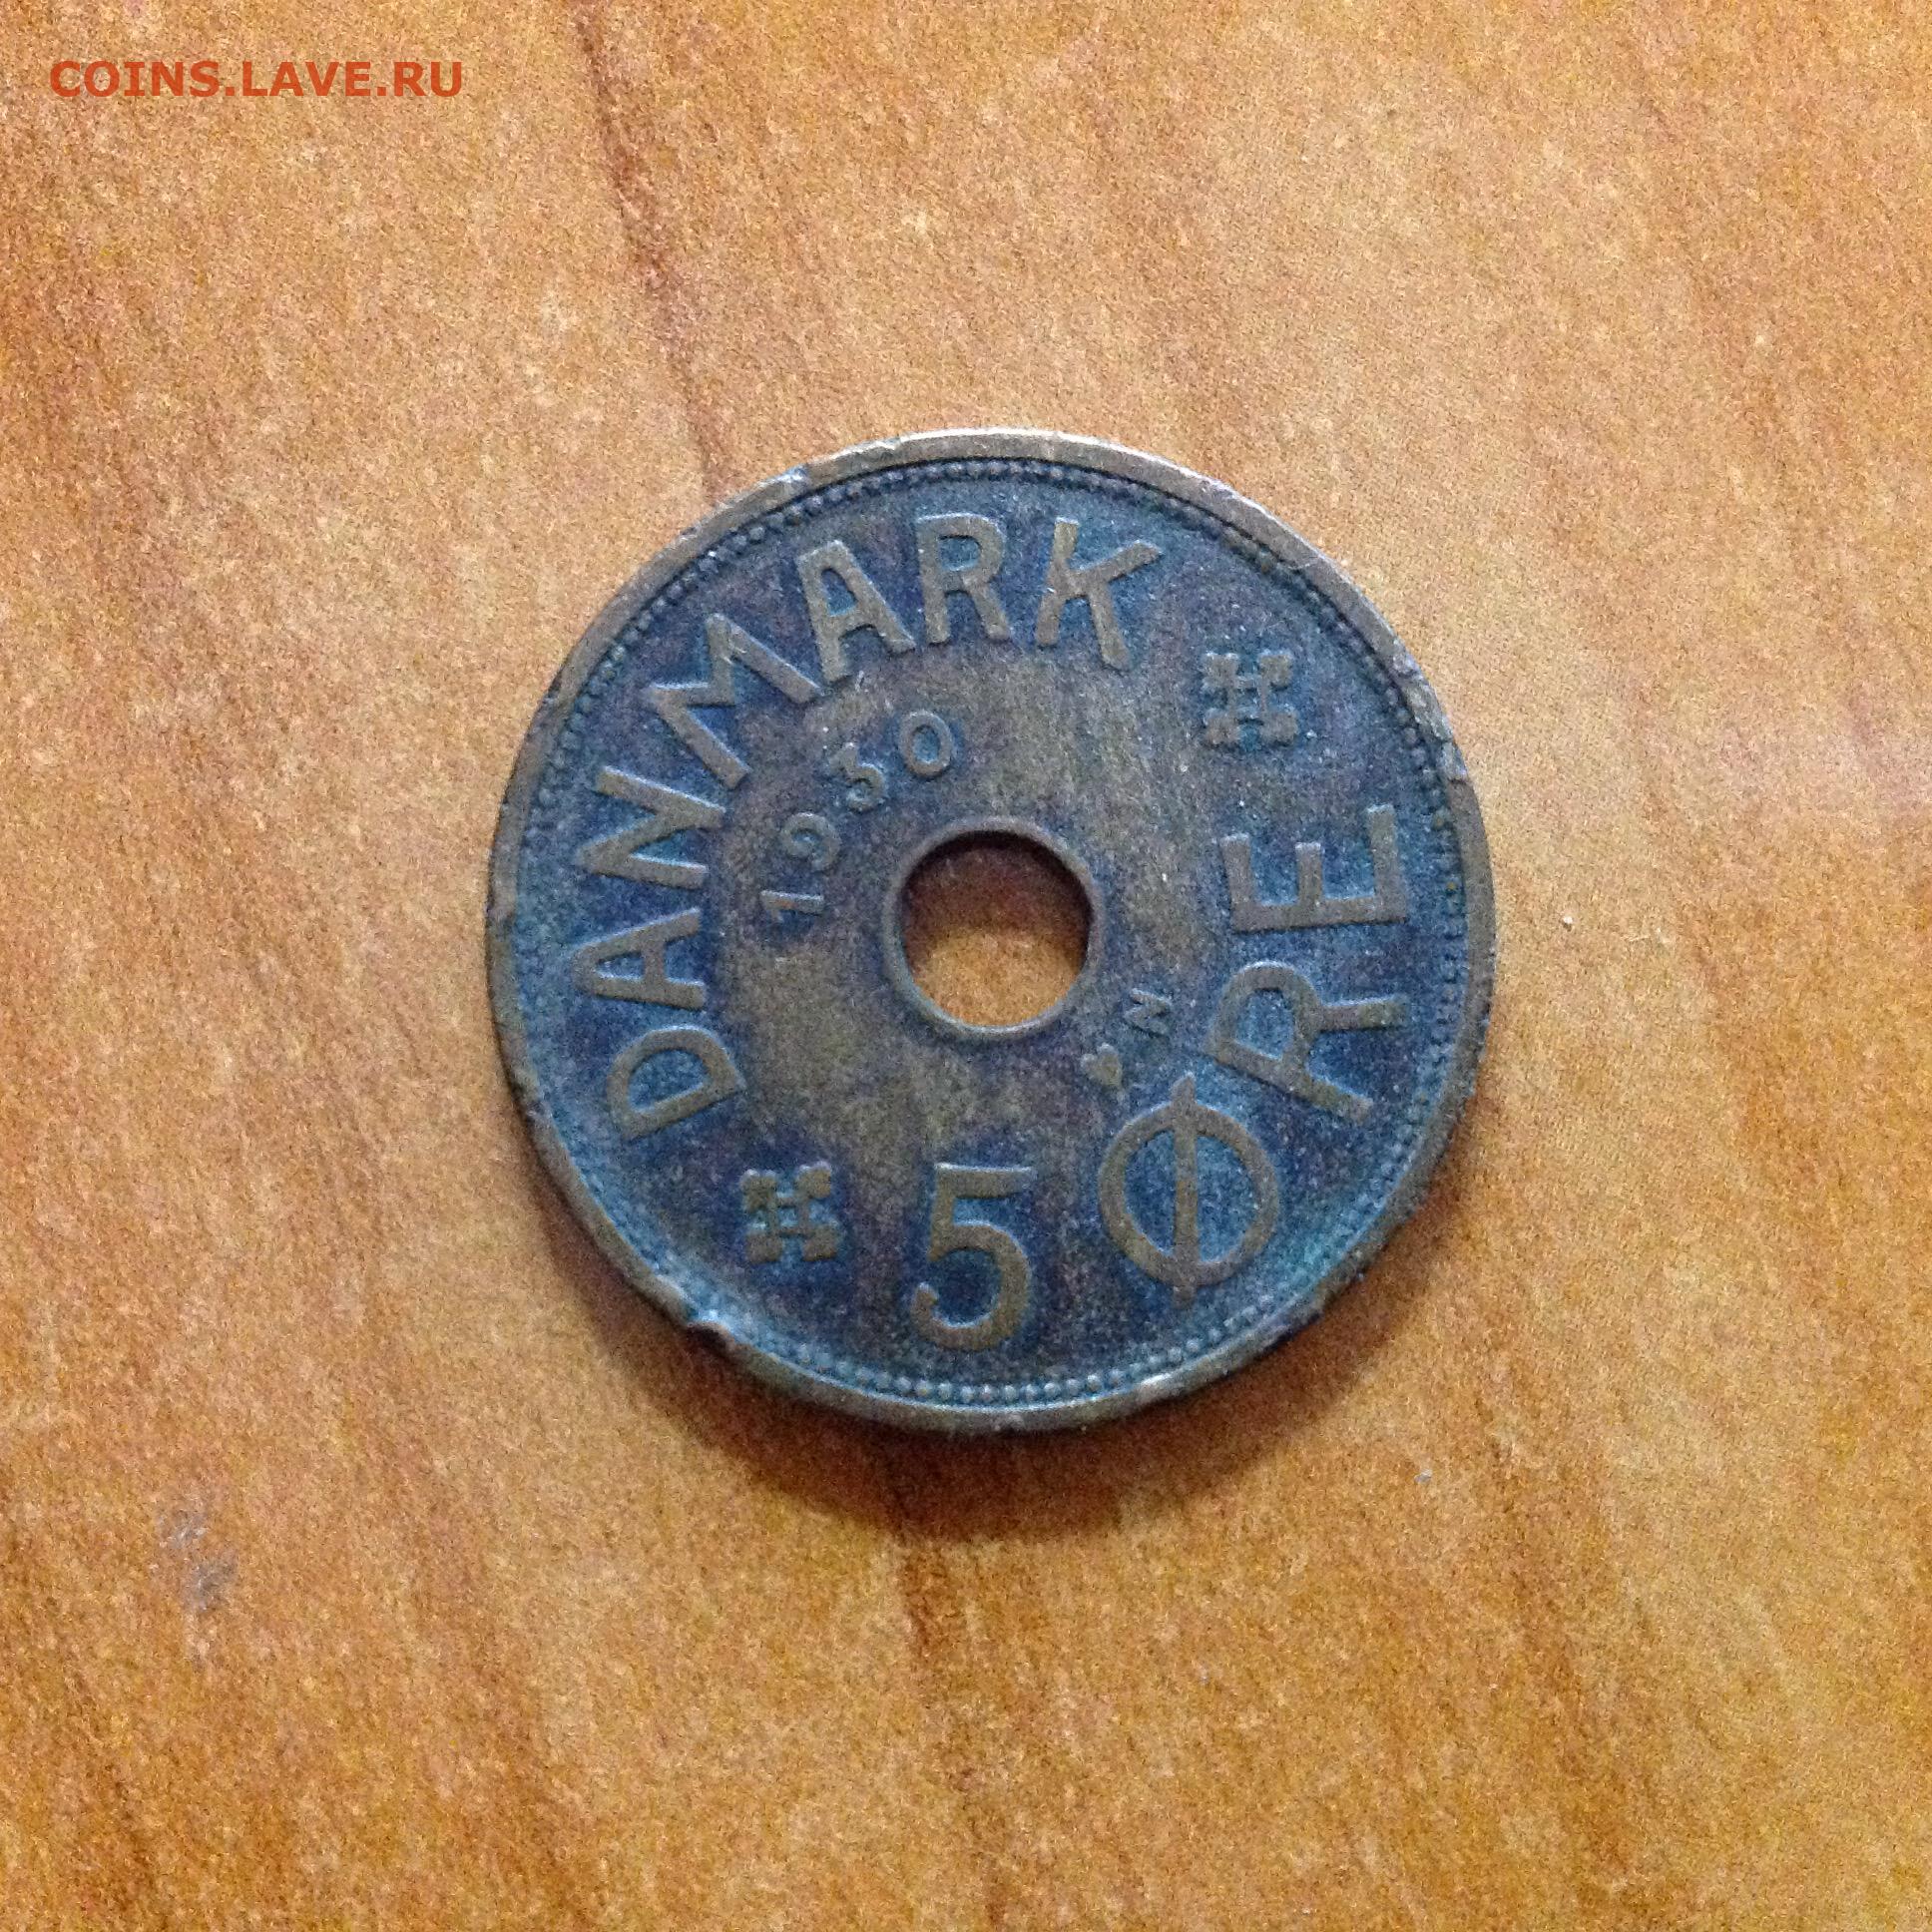 COINS.LAVE.RU
DANMARK
1930
N
5 ØRE